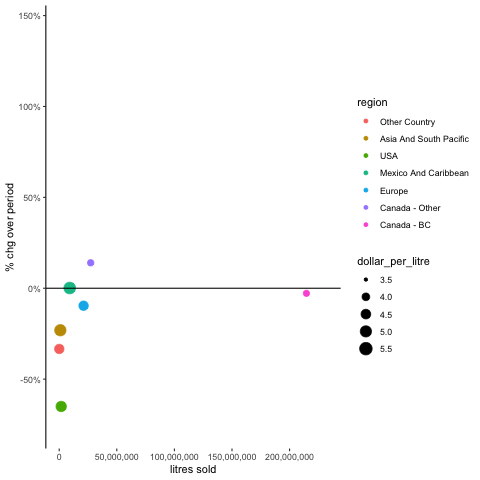 150%
100%
50%
0%
-50%
% chg over period
0
50,000,000
100,000,000
150,000,000
200,000,000
litres sold
region
Other Country
Asia And South Pacific
USA
Mexico And Caribbean
Europe
Canada - Other
Canada - BC
dollar_per_litre
3.5
4.0
4.5
5.0
5.5